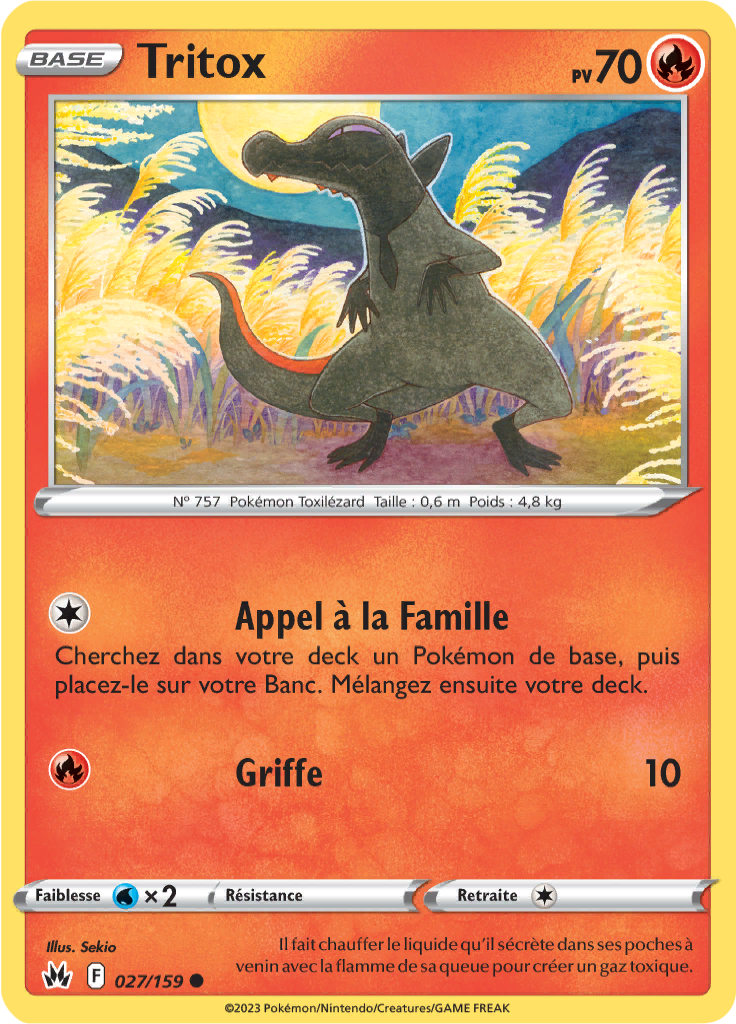 BASE
Tritox
PV 70
Nº 757 Pokémon Toxilézard Taille : 0,6 m Poids : 4,8 kg
Appel à la Famille
Cherchez dans votre deck un Pokémon de base, puis
placez-le sur votre Banc. Mélangez ensuite votre deck.
Griffe 10
Faiblesse ×2 Résistance Retraite
Illus. Sekio
Il fait chauffer le liquide qu'il sécrète dans ses poches à
venin avec la flamme de sa queue pour créer un gaz toxique.
F 027/159
©2023 Pokémon/Nintendo/Creatures/GAME FREAK